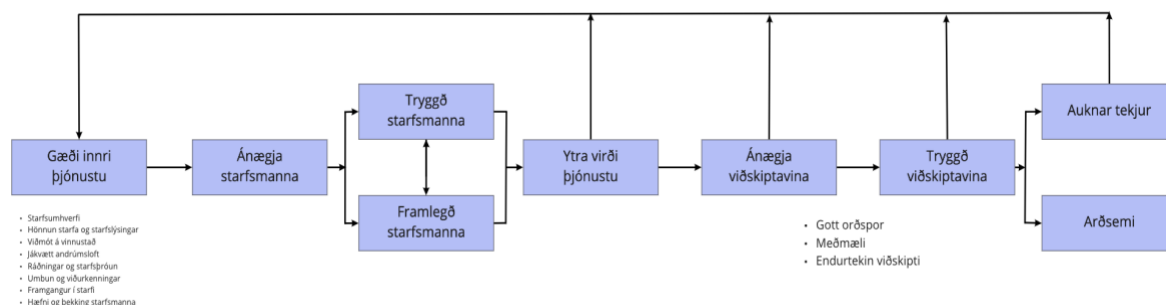 Gæði innri
þjónustu
Ánægja
starfsmanna
Tryggð
starfsmanna
Framlegð
starfsmanna
Ytra virði
þjónustu
Ánægja
viðskiptavina
Tryggð
viðskiptavina
Auknar tekjur
Arðsemi
• Starfsumhverfi
• Hönnun starfa og starfslýsingar
• Viðmót á vinnustað
• Jákvætt andrúmsloft
• Ráðningar og starfsþróun
• Umbun og viðurkenningar
• Framgangur í starfi
• Hæfni og þekking starfsmanna
• Gott orðspor
• Meðmæli
• Endurtekin viðskipti